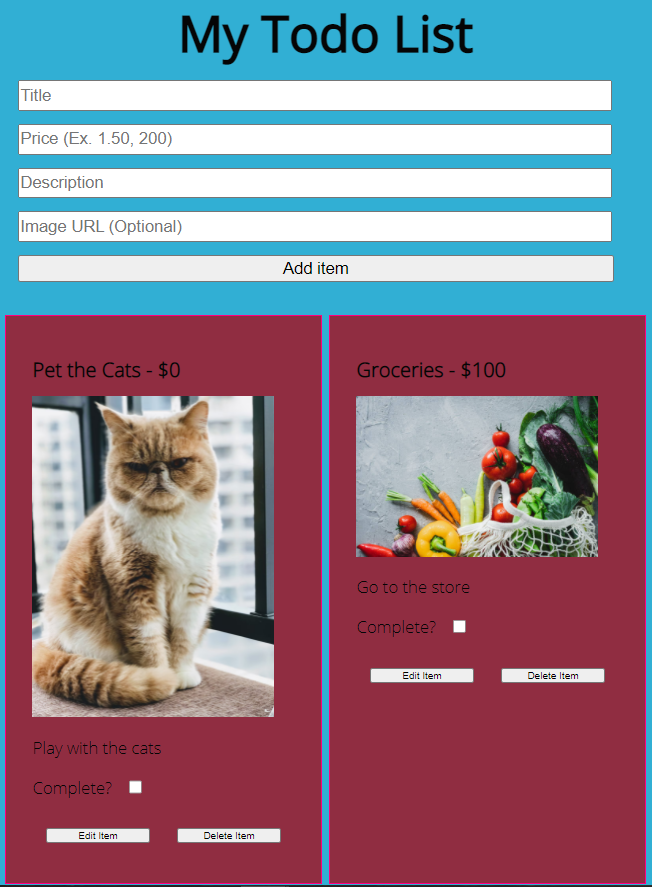 My Todo List
Title
Price (Ex. 1.50, 200)
Description
Image URL (Optional)
Add item
Pet the Cats - $0
Play with the cats
Complete?
Edit Item Delete Item
Groceries - $100
Go to the store
Complete?
Edit Item Delete Item